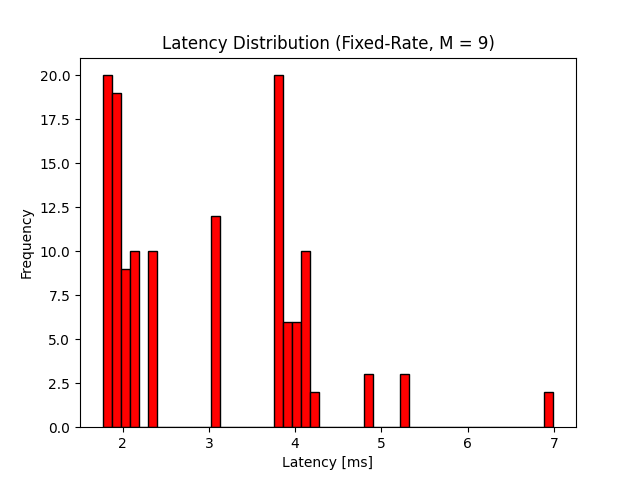 Latency Distribution (Fixed-Rate, M = 9)
20.0
17.5
15.0
12.5
10.0
7.5
5.0
2.5
0.0
Frequency
2 3 4 5 6 7
Latency [ms]